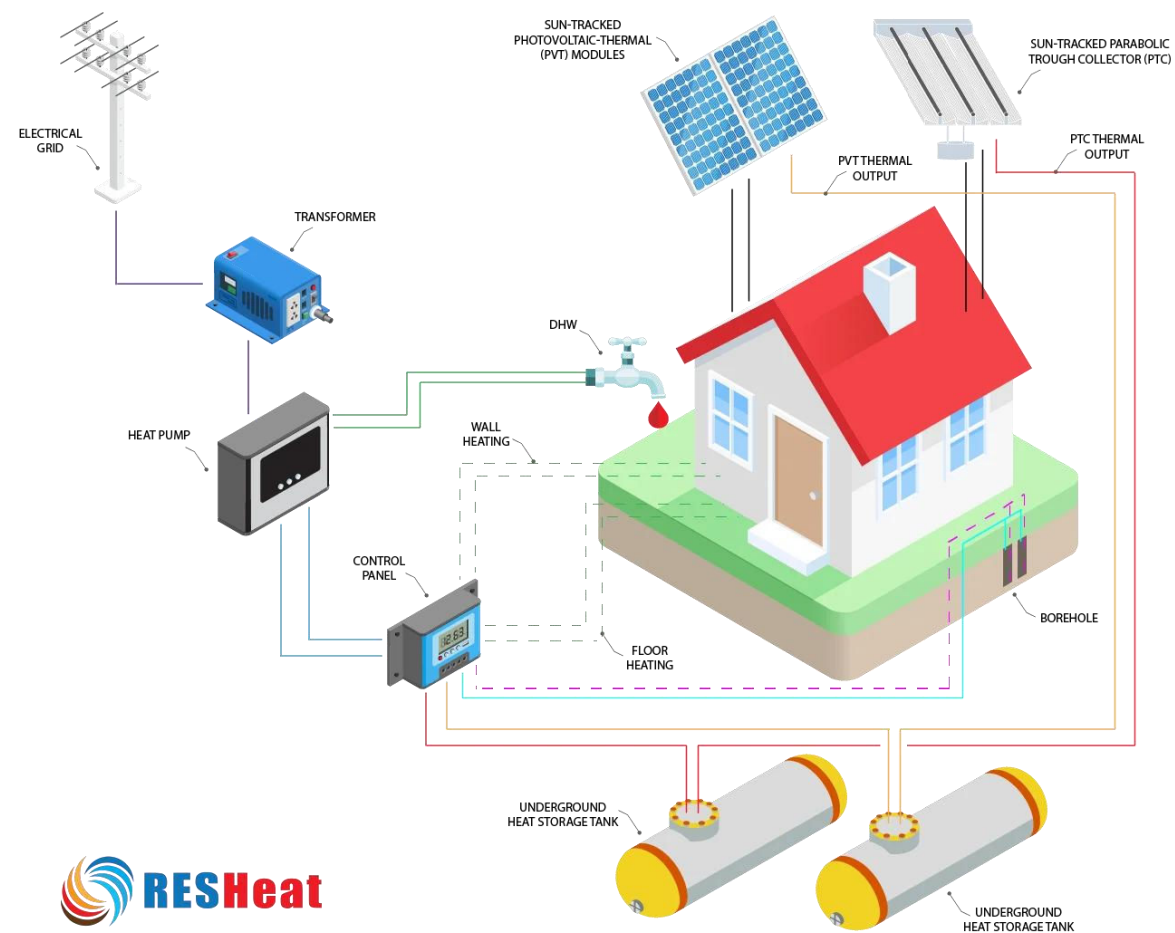 SUN-TRACKED
PHOTOVOLTAIC-THERMAL
(PVT) MODULES
SUN-TRACKED PARABOLIC
TROUGH COLLECTOR (PTC)
ELECTRICAL
GRID
PTC THERMAL
OUTPUT
PVT THERMAL
OUTPUT
TRANSFORMER
DHW
HEAT PUMP
WALL
HEATING
CONTROL
PANEL
12:63
BOREHOLE
FLOOR
HEATING
UNDERGROUND
HEAT STORAGE TANK
UNDERGROUND
HEAT STORAGE TANK
RESHeat